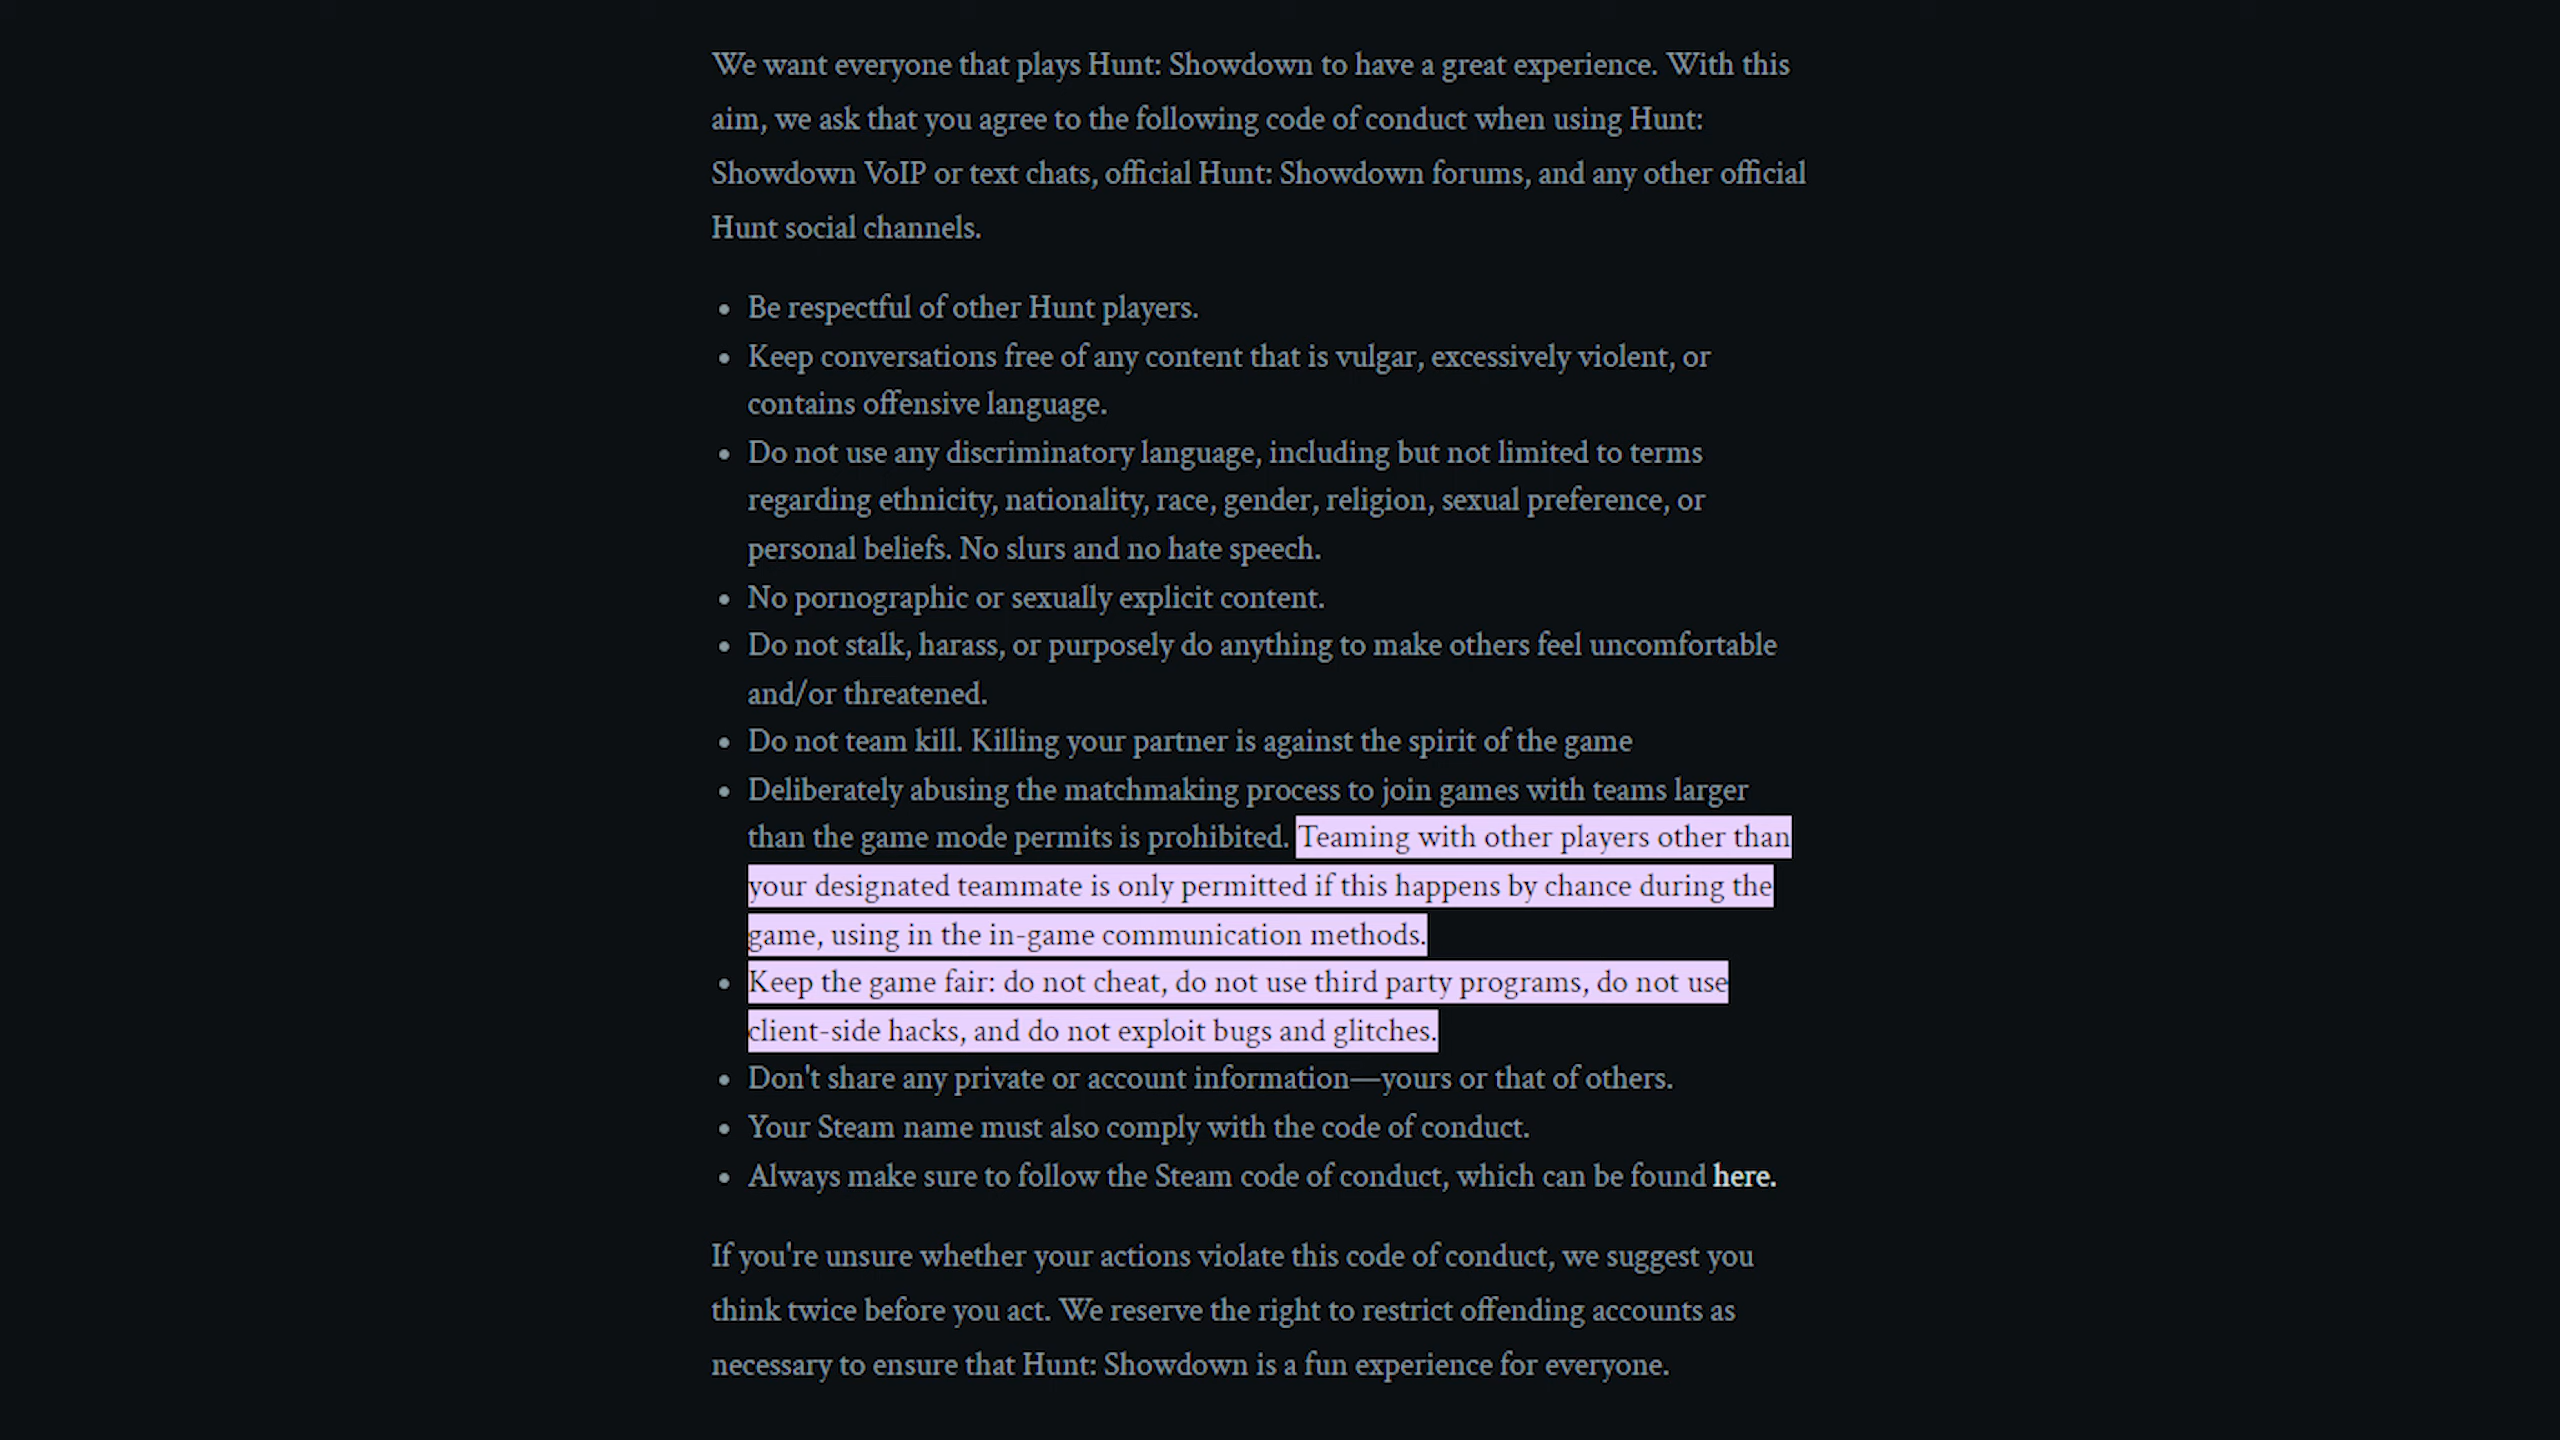 We want everyone that plays Hunt: Showdown to have a great experience. With this
aim, we ask that you agree to the following code of conduct when using Hunt:
Showdown VoIP or text chats, official Hunt: Showdown forums, and any other official
Hunt social channels.
• Be respectful of other Hunt players.
• Keep conversations free of any content that is vulgar, excessively violent, or
contains offensive language.
• Do not use any discriminatory language, including but not limited to terms
regarding ethnicity, nationality, race, gender, religion, sexual preference, or
personal beliefs. No slurs and no hate speech.
• No pornographic or sexually explicit content.
• Do not stalk, harass, or purposely do anything to make others feel uncomfortable
and/or threatened.
• Do not team kill. Killing your partner is against the spirit of the game
• Deliberately abusing the matchmaking process to join games with teams larger
than the game mode permits is prohibited. Teaming with other players other than
your designated teammate is only permitted if this happens by chance during the
game, using in the in-game communication methods.
• Keep the game fair: do not cheat, do not use third party programs, do not use
client-side hacks, and do not exploit bugs and glitches.
• Don't share any private or account information—yours or that of others.
• Your Steam name must also comply with the code of conduct.
• Always make sure to follow the Steam code of conduct, which can be found here.
If you're unsure whether your actions violate this code of conduct, we suggest you
think twice before you act. We reserve the right to restrict offending accounts as
necessary to ensure that Hunt: Showdown is a fun experience for everyone.